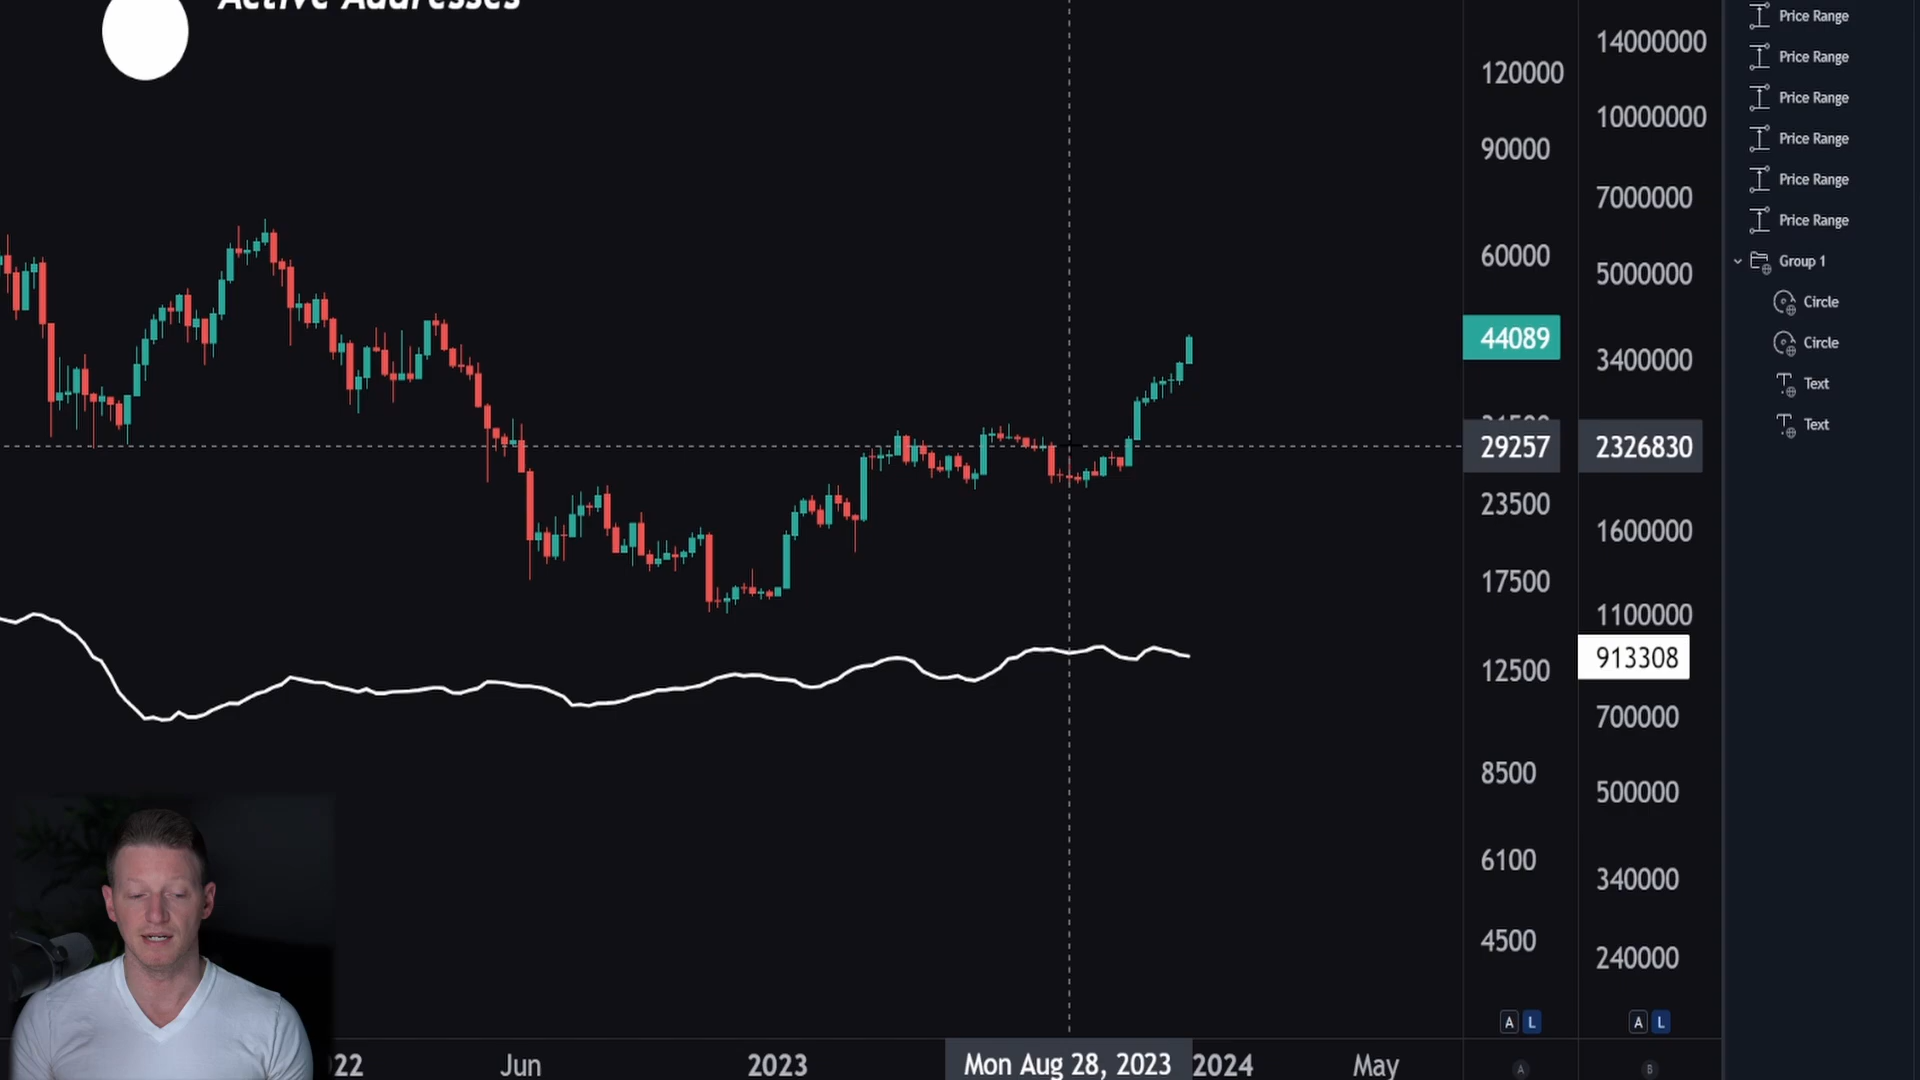 Active Addresses
120000
90000
60000
44089
29257
23500
17500
12500
8500
6100
4500
A L
A
14000000
10000000
7000000
5000000
3400000
2326830
1600000
1100000
913308
700000
500000
340000
240000
A L
B
Jun
2023
Mon Aug 28, 2023
2024
May
Price Range
Price Range
Price Range
Price Range
Price Range
Price Range
Group 1
Circle
Circle
Text
Text